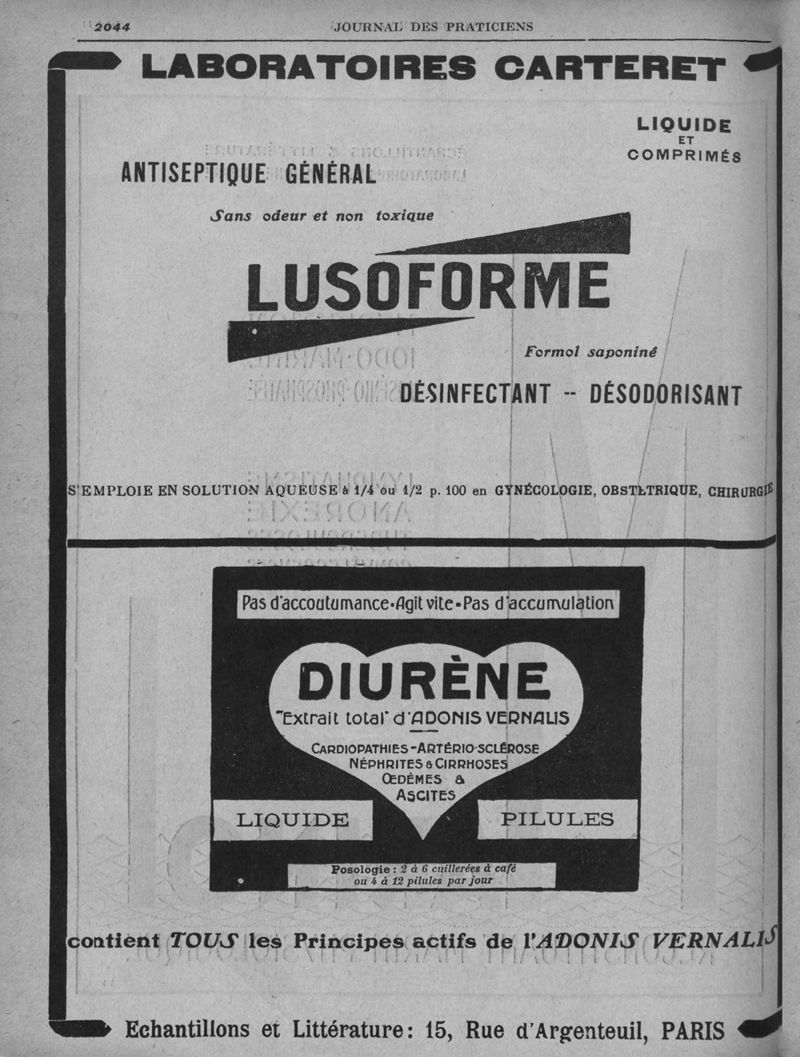 2044
JOURNAL DES PRATICIENS
LABORATOIRES CARTERET
LIQUIDE
ET
COMPRIMÉS
ANTISEPTIQUE GÉNÉRAL
Sans odeur et non toxique
LUSOFORME
Formol saponiné
DÉSINFECTANT -- DÉSODORISANT
S'EMPLOIE EN SOLUTION AQUEUSE à 1/4 ou 1/2 p. 100 en GYNÉCOLOGIE, OBSTÉTRIQUE, CHIRURGIE
Pas d'accoutumance • Agit vite • Pas d'accumulation
DIURÈNE
"Extrait total" d'ADONIS VERNALIS
CARDIOPATHIES - ARTÉRIO-SCLÉROSE
NÉPHRITES & CIRRHOSES
ŒDÈMES &
ASCITES
LIQUIDE
PILULES
Posologie : 2 à 6 cuillerées à café
ou 4 à 12 pilules par jour
contient TOUS les Principes actifs de l'ADONIS VERNALIS
Echantillons et Littérature : 15, Rue d'Argenteuil, PARIS